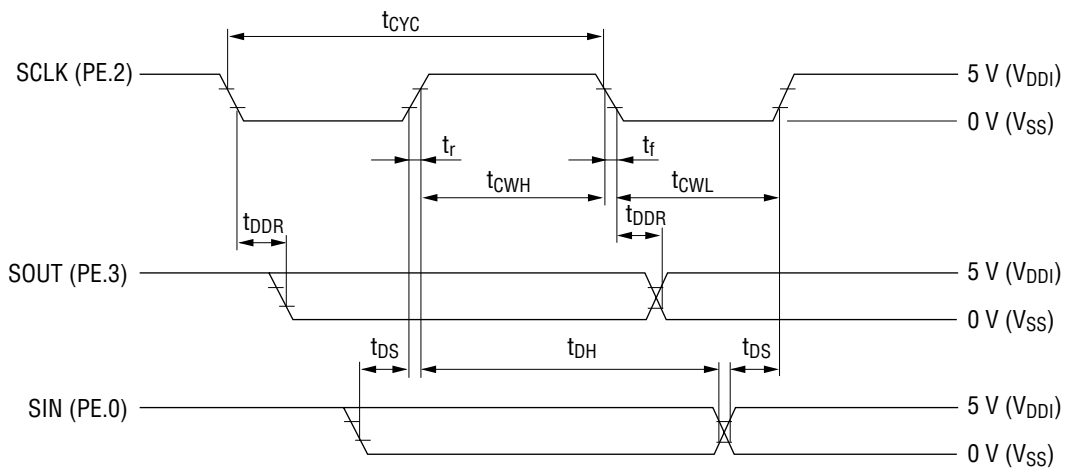 tCYC
SCLK (PE.2)
5 V (VDDI)
0 V (VSS)
tr
tf
tCWH
tCWL
tDDR
tDDR
SOUT (PE.3)
5 V (VDDI)
0 V (VSS)
tDS
tDH
tDS
SIN (PE.0)
5 V (VDDI)
0 V (VSS)